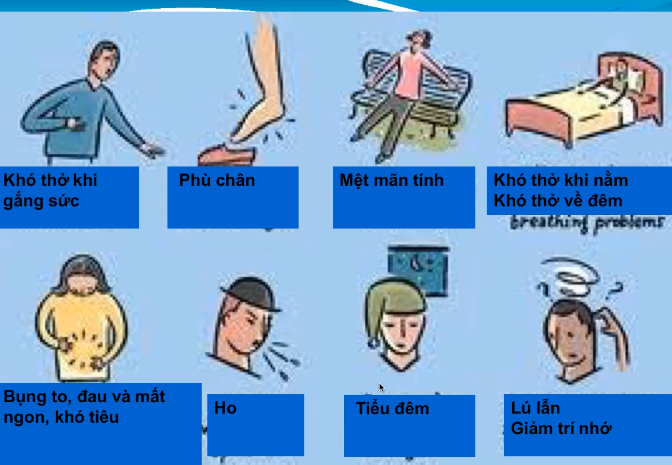 Khó thở khi
gắng sức
Phù chân
Mệt mãn tính
Khó thở khi nằm
Khó thở về đêm
breathing problems
Bụng to, đau và mất
ngon, khó tiêu
Ho
Tiểu đêm
Lú lẫn
Giảm trí nhớ